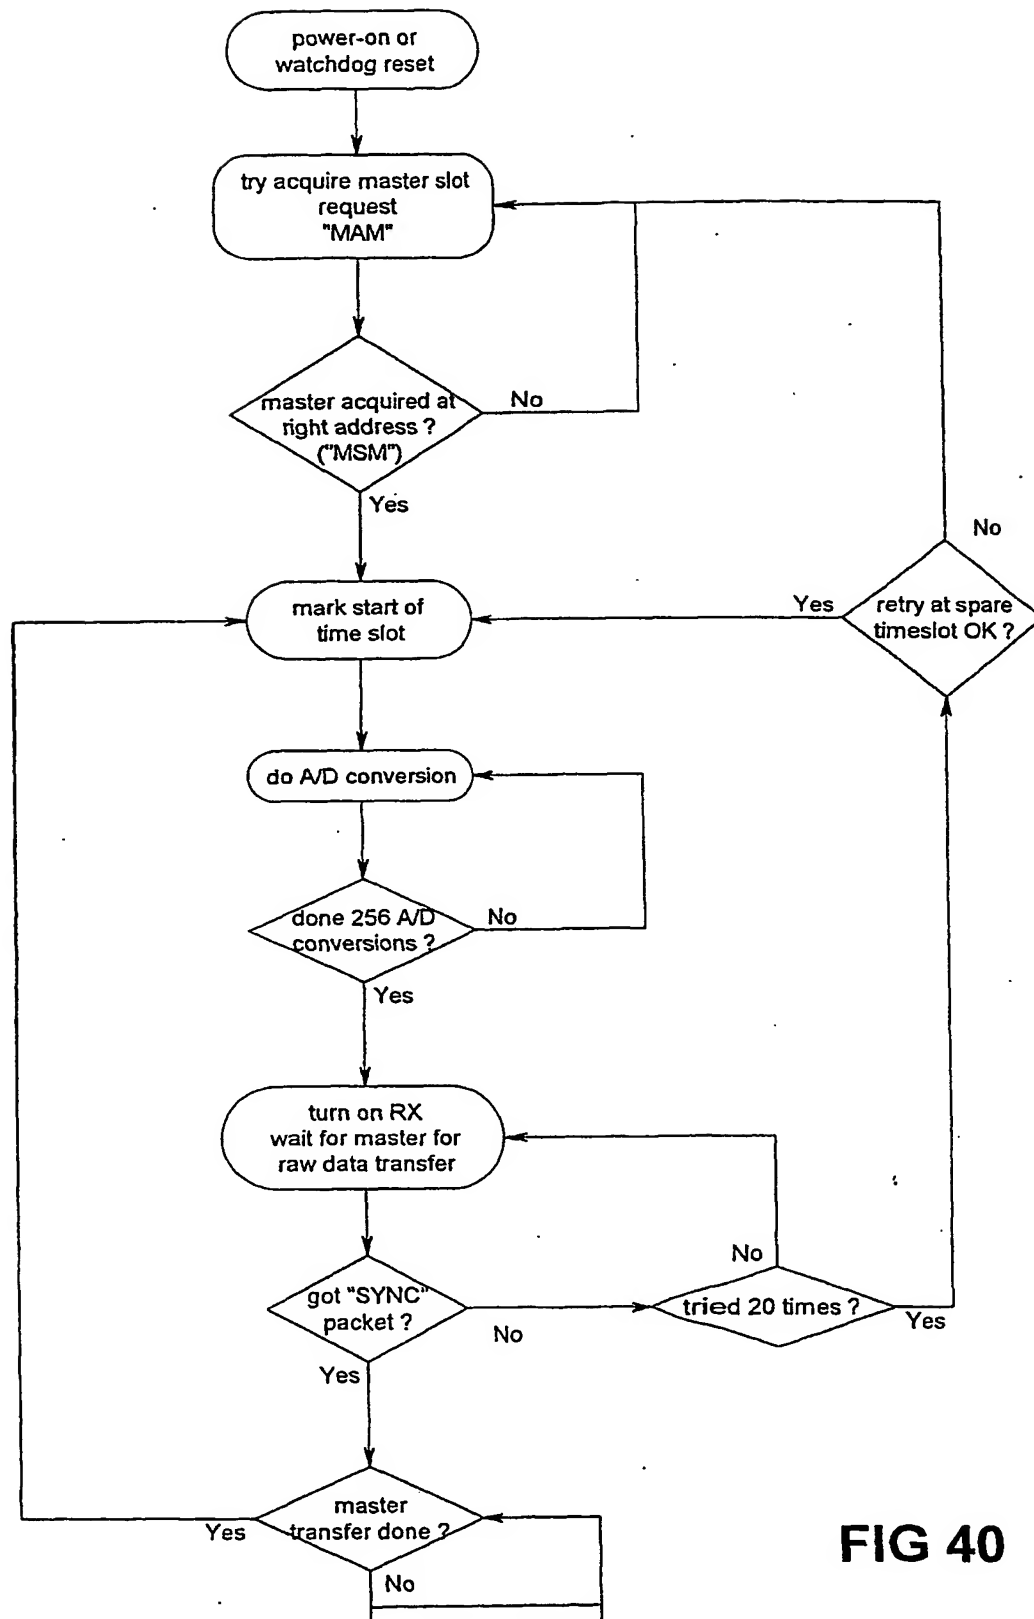 power-on or
watchdog reset
try acquire master slot
request
"MAM"
master acquired at
right address ?
("MSM")
No
Yes
mark start of
time slot
Yes
retry at spare
timeslot OK ?
No
do A/D conversion
done 256 A/D
conversions ?
No
Yes
turn on RX
wait for master for
raw data transfer
got "SYNC"
packet ?
No
Yes
tried 20 times ?
No
Yes
master
transfer done ?
Yes
No
FIG 40